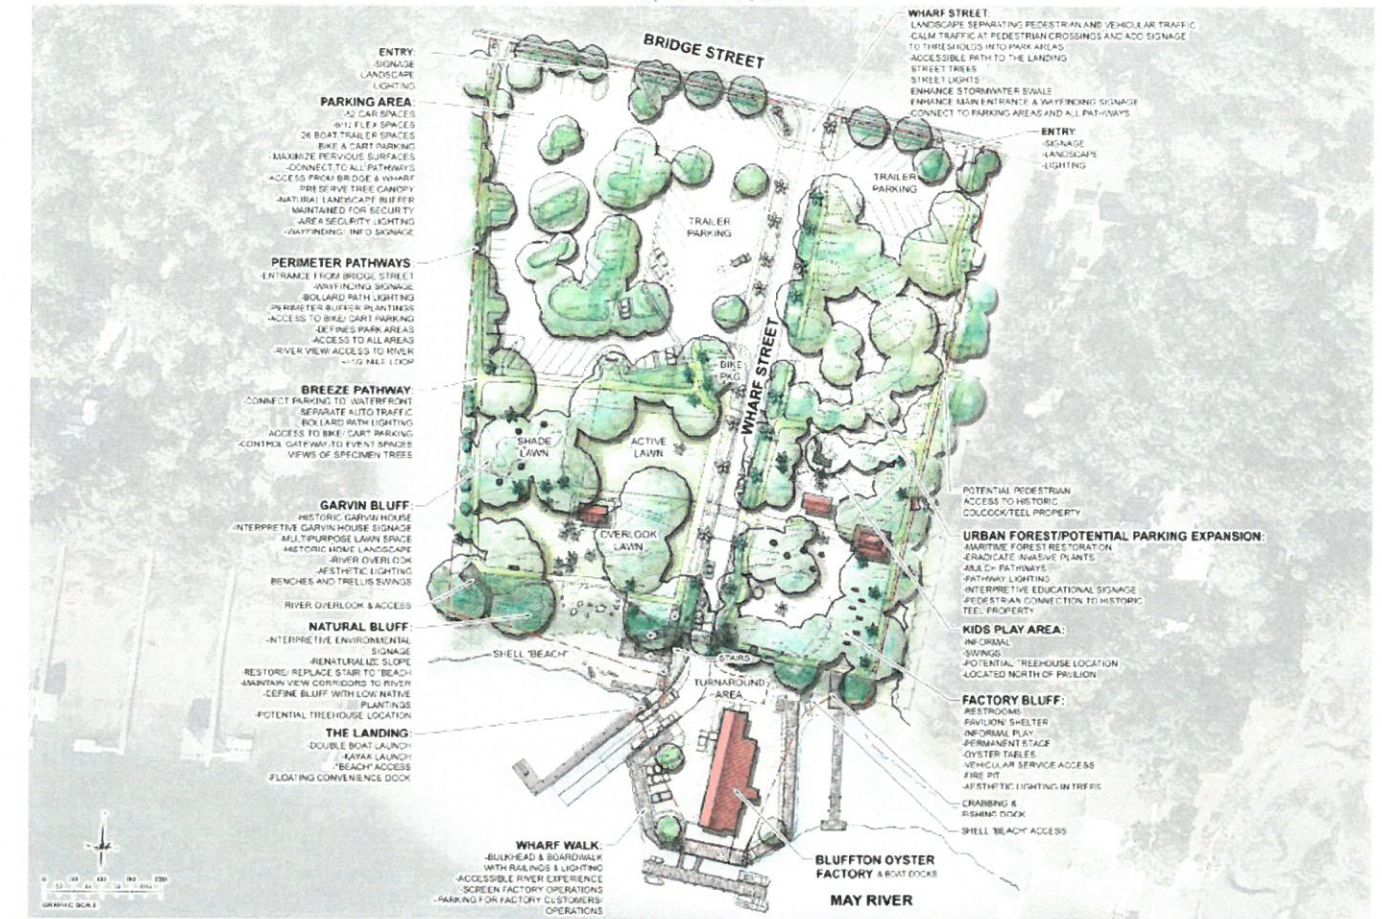 WHARF STREET:
-LANDSCAPE SEPARATING PEDESTRIAN AND VEHICULAR TRAFFIC
-CALM TRAFFIC AT PEDESTRIAN CROSSINGS AND ADD SIGNAGE
TO THRESHOLDS INTO PARK AREAS
-ACCESSIBLE PATH TO THE LANDING
-STREET TREES
-STREET LIGHTS
-ENHANCE STORMWATER SWALE
-ENHANCE MAIN ENTRANCE & WAYFINDING SIGNAGE
-CONNECT TO PARKING AREAS AND ALL PATHWAYS
BRIDGE STREET
ENTRY:
-SIGNAGE
-LANDSCAPE
-LIGHTING
ENTRY
-SIGNAGE
-LANDSCAPE
-LIGHTING
PARKING AREA:
-52 CAR SPACES
FLEX SPACES
26 BOAT TRAILER SPACES
-BIKE & CART PARKING
-MAXIMIZE PERVIOUS SURFACES
-CONNECT TO ALL PATHWAYS
-ACCESS FROM BRIDGE & WHARF
PRESERVE TREE CANOPY
-NATURAL LANDSCAPE BUFFER
MAINTAINED FOR SECURITY
-AREA SECURITY LIGHTING
-WAYFINDING/ INFO SIGNAGE
TRAILER
PARKING
TRAILER
PARKING
PERIMETER PATHWAYS
-ENTRANCE FROM BRIDGE STREET
-WAYFINDING SIGNAGE
-BOLLARD PATH LIGHTING
-PERIMETER BUFFER PLANTINGS
-ACCESS TO BIKE/ CART PARKING
-DEFINES PARK AREAS
-ACCESS TO ALL AREAS
-RIVER VIEW/ ACCESS TO RIVER
MILE LOOP
BIKE
PKG
WHARF STREET
BREEZE PATHWAY:
-CONNECT PARKING TO WATERFRONT
SEPARATE AUTO TRAFFIC
BOLLARD PATH LIGHTING
ACCESS TO BIKE/ CART PARKING
-CONTROL GATEWAY TO EVENT SPACES
-VIEWS OF SPECIMEN TREES
SHADE
LAWN
ACTIVE
LAWN
OVERLOOK
LAWN
GARVIN BLUFF:
-HISTORIC GARVIN HOUSE
-INTERPRETIVE GARVIN HOUSE SIGNAGE
-MULTIPURPOSE LAWN SPACE
-HISTORIC HOME LANDSCAPE
-RIVER OVERLOOK
-AESTHETIC LIGHTING
BENCHES AND TRELLIS SWINGS
RIVER OVERLOOK & ACCESS
POTENTIAL PEDESTRIAN
ACCESS TO HISTORIC
COLCOCK/TEEL PROPERTY
URBAN FOREST/POTENTIAL PARKING EXPANSION:
-MARITIME FOREST RESTORATION
-ERADICATE INVASIVE PLANTS
-MULCH PATHWAYS
-PATHWAY LIGHTING
-INTERPRETIVE EDUCATIONAL SIGNAGE
-PEDESTRIAN CONNECTION TO HISTORIC
TEEL PROPERTY
KIDS PLAY AREA:
-INFORMAL
-SWINGS
-POTENTIAL TREEHOUSE LOCATION
-LOCATED NORTH OF PAVILION
NATURAL BLUFF:
-INTERPRETIVE ENVIRONMENTAL
SIGNAGE
-RENATURALIZE SLOPE
-RESTORE/ REPLACE STAIR TO "BEACH
-MAINTAIN VIEW CORRIDORS TO RIVER
-DEFINE BLUFF WITH LOW NATIVE
PLANTINGS
-POTENTIAL TREEHOUSE LOCATION
SHELL "BEACH"
STAIRS
TURNAROUND
AREA
FACTORY BLUFF:
-RESTROOMS
-PAVILION/ SHELTER
-INFORMAL PLAY
-PERMANENT STAGE
-OYSTER TABLES
-VEHICULAR SERVICE ACCESS
-FIRE PIT
-AESTHETIC LIGHTING IN TREES
CRABBING &
FISHING DOCK
SHELL "BEACH" ACCESS
THE LANDING:
-DOUBLE BOAT LAUNCH
-KAYAK LAUNCH
-"BEACH" ACCESS
-FLOATING CONVENIENCE DOCK
WHARF WALK:
-BULKHEAD & BOARDWALK
WITH RAILINGS & LIGHTING
-ACCESSIBLE RIVER EXPERIENCE
-SCREEN FACTORY OPERATIONS
-PARKING FOR FACTORY CUSTOMERS/
OPERATIONS
BLUFFTON OYSTER
FACTORY & BOAT DOCKS
MAY RIVER
GRAPHIC SCALE